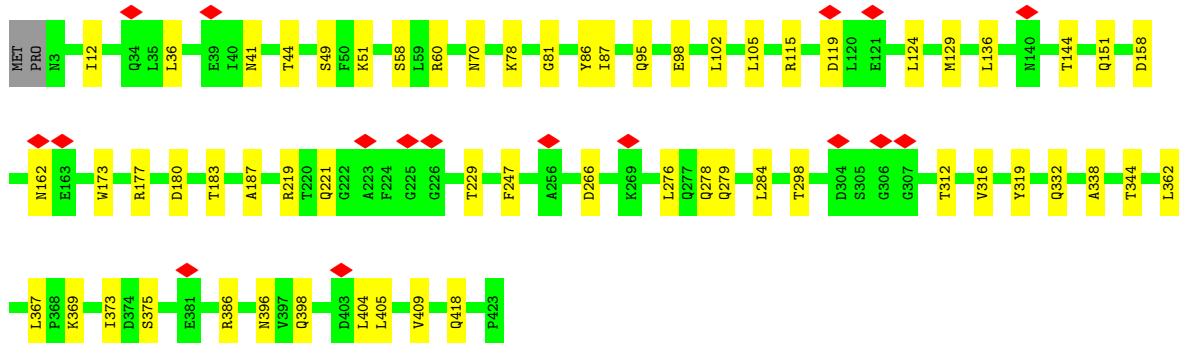 MET PRO N3 I12 Q34 L35 L36 E39 I40 N41 T44 S49 F50 K51 S58 L59 R60 N70 K78 G81 Y86 I87 Q95 E98 L102 L105 R115 D119 L120 E121 L124 M129 L136 N140 T144 Q151 D158
N162 E163 W173 R177 D180 T183 A187 R219 T220 Q221 G222 A223 F224 G225 G226 T229 F247 A256 D266 K269 L276 Q277 Q278 Q279 L284 T298 D304 S305 G306 G307 T312 V316 Y319 Q332 A338 T344 L362
L367 P368 K369 I373 D374 S375 E381 R386 N396 V397 Q398 D403 L404 L405 V409 Q418 P423